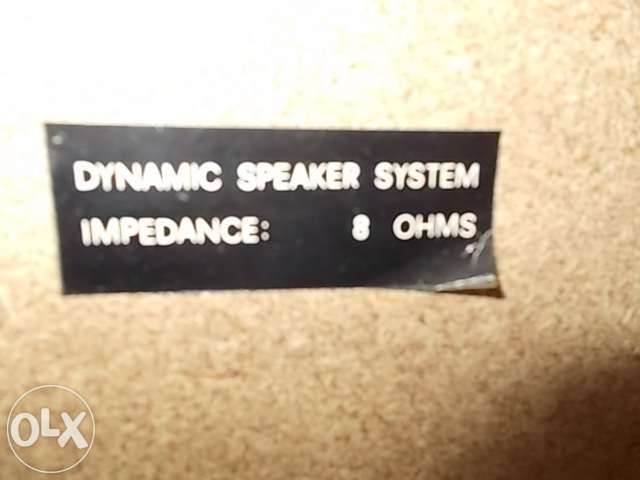 DYNAMIC SPEAKER SYSTEM
IMPEDANCE: 8 OHMS
OLX